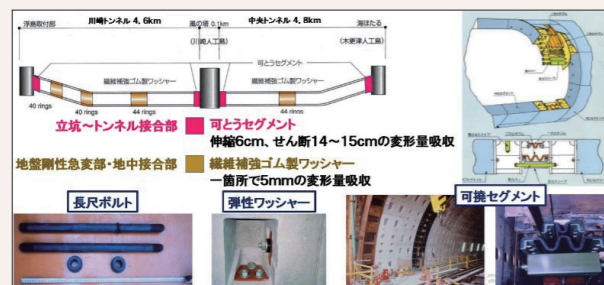 浮島取付部
川崎トンネル 4.6km
風の塔 0.1km
中央トンネル 4.8km
海ほたる
(川崎人工島)
(木更津人工島)
可とうセグメント
繊維補強ゴム製ワッシャー
繊維補強ゴム製ワッシャー
40 rings
40 rings
44 rings
44 rings
立坑～トンネル接合部
可とうセグメント
伸縮6cm、せん断14～15cmの変形量吸収
地盤剛性急変部・地中接合部
繊維補強ゴム製ワッシャー
一箇所で5mmの変形量吸収
長尺ボルト
弾性ワッシャー
可撓セグメント